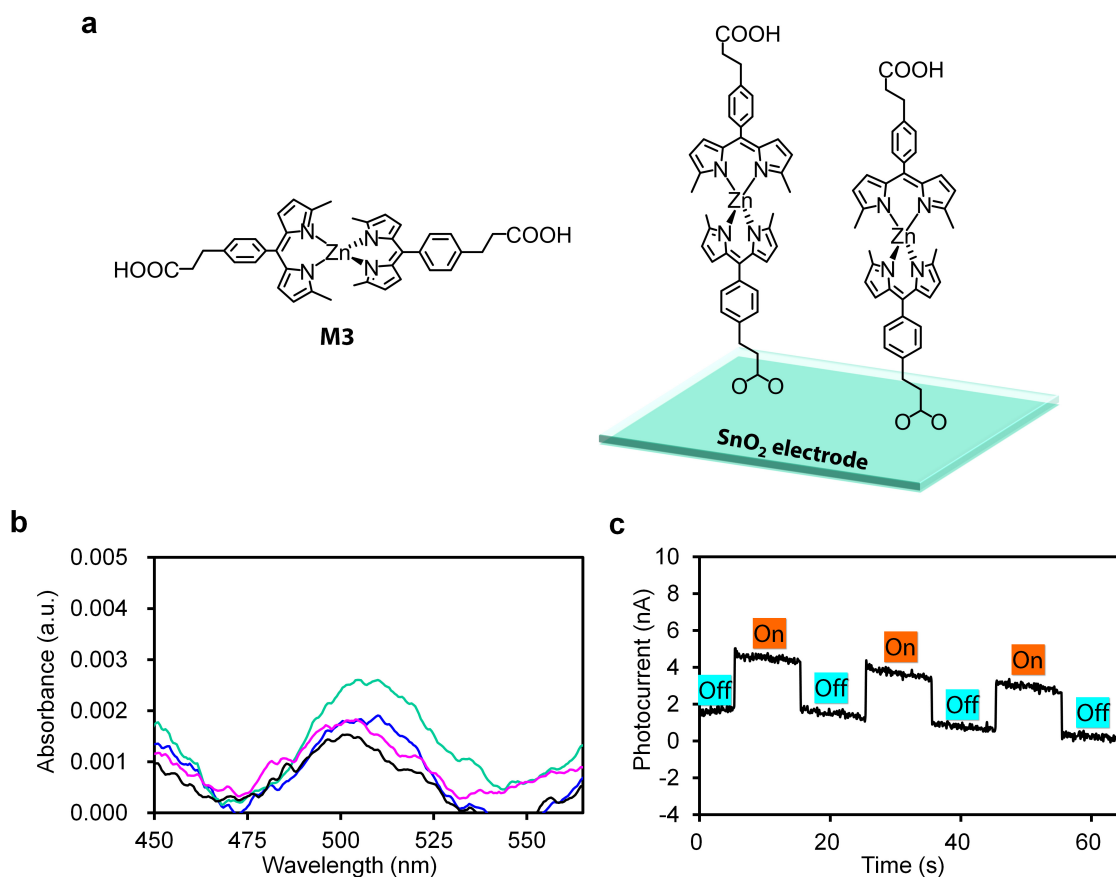 a
COOH
COOH
N
N
Zn
N
N
N
N
Zn
N
N
N
N
Zn
N
N
COOH
HOOC
M3
O
O
O
O
SnO2 electrode
b
Absorbance (a.u.)
0.005
0.004
0.003
0.002
0.001
0.000
450
475
500
525
550
Wavelength (nm)
c
Photocurrent (nA)
10
8
6
4
2
0
-2
-4
Off
On
Off
On
Off
On
Off
0
20
40
60
Time (s)